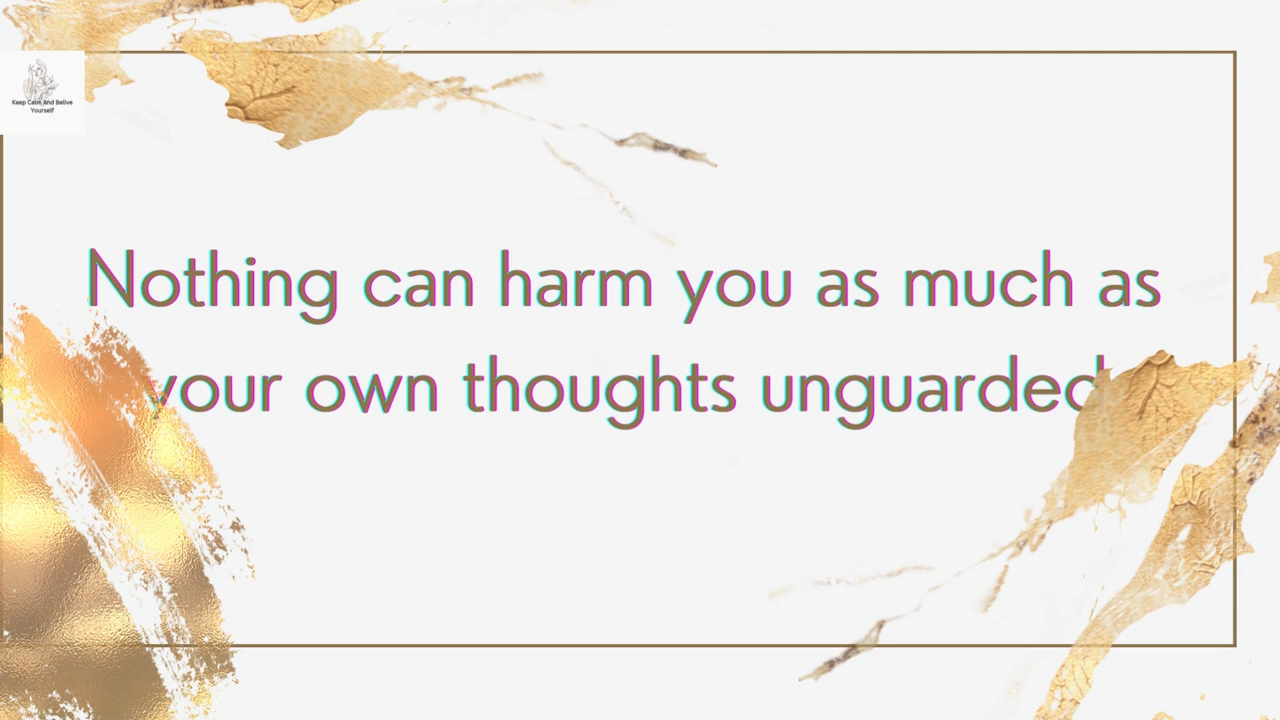 Keep Calm And Belive
Yourself
Nothing can harm you as much as
your own thoughts unguarded